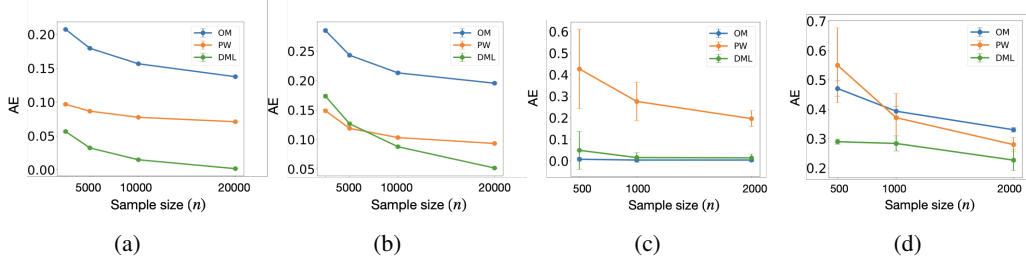 0.20
0.15
0.10
0.05
0.00
AE
OM
PW
DML
5000 10000 20000
Sample size (n)
(a)
0.25
0.20
0.15
0.10
0.05
AE
OM
PW
DML
5000 10000 20000
Sample size (n)
(b)
0.6
0.5
0.4
0.3
0.2
0.1
0.0
AE
OM
PW
DML
500 1000 2000
Sample size (n)
(c)
0.7
0.6
0.5
0.4
0.3
0.2
AE
OM
PW
DML
500 1000 2000
Sample size (n)
(d)